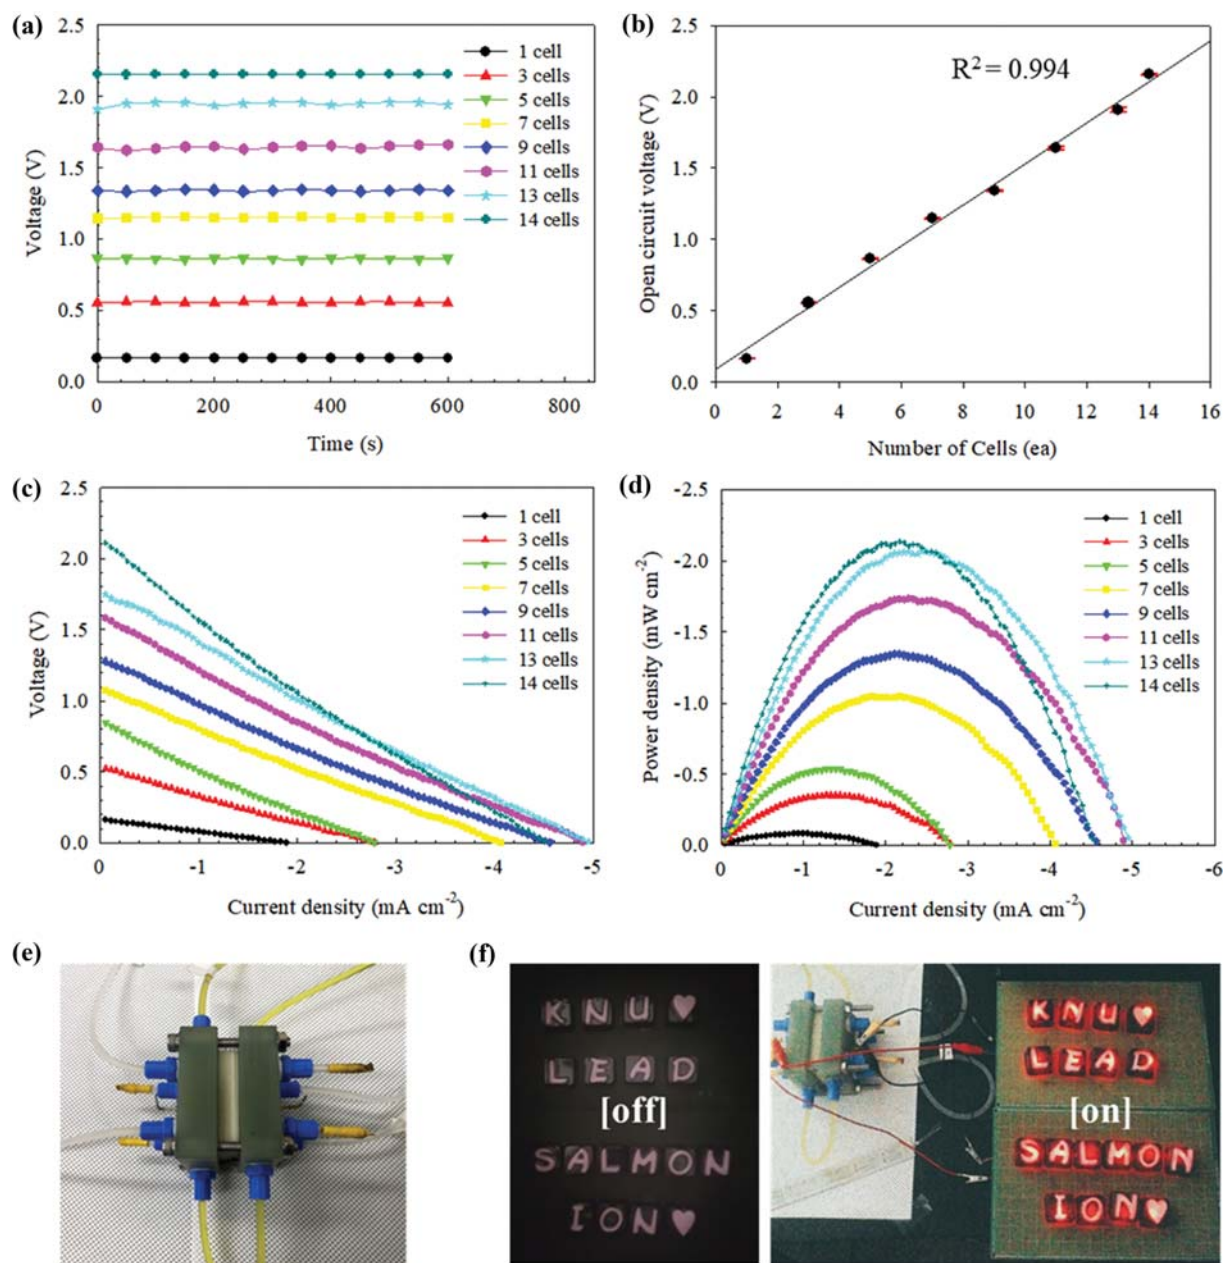 (a)
2.5
2.0
1.5
1.0
0.5
0.0
Voltage (V)
0 200 400 600 800
Time (s)
1 cell
3 cells
5 cells
7 cells
9 cells
11 cells
13 cells
14 cells
(b)
2.5
2.0
1.5
1.0
0.5
0.0
Open circuit voltage (V)
R² = 0.994
0 2 4 6 8 10 12 14 16
Number of Cells (ea)
(c)
2.5
2.0
1.5
1.0
0.5
0.0
Voltage (V)
0 -1 -2 -3 -4 -5
Current density (mA cm⁻²)
1 cell
3 cells
5 cells
7 cells
9 cells
11 cells
13 cells
14 cells
(d)
-2.5
-2.0
-1.5
-1.0
-0.5
0.0
Power density (mW cm⁻²)
0 -1 -2 -3 -4 -5 -6
Current density (mA cm⁻²)
1 cell
3 cells
5 cells
7 cells
9 cells
11 cells
13 cells
14 cells
(e)
(f)
KNU♥
LEAD
[off]
SALMON
ION♥
KNU♥
LEAD
[on]
SALMON
ION♥